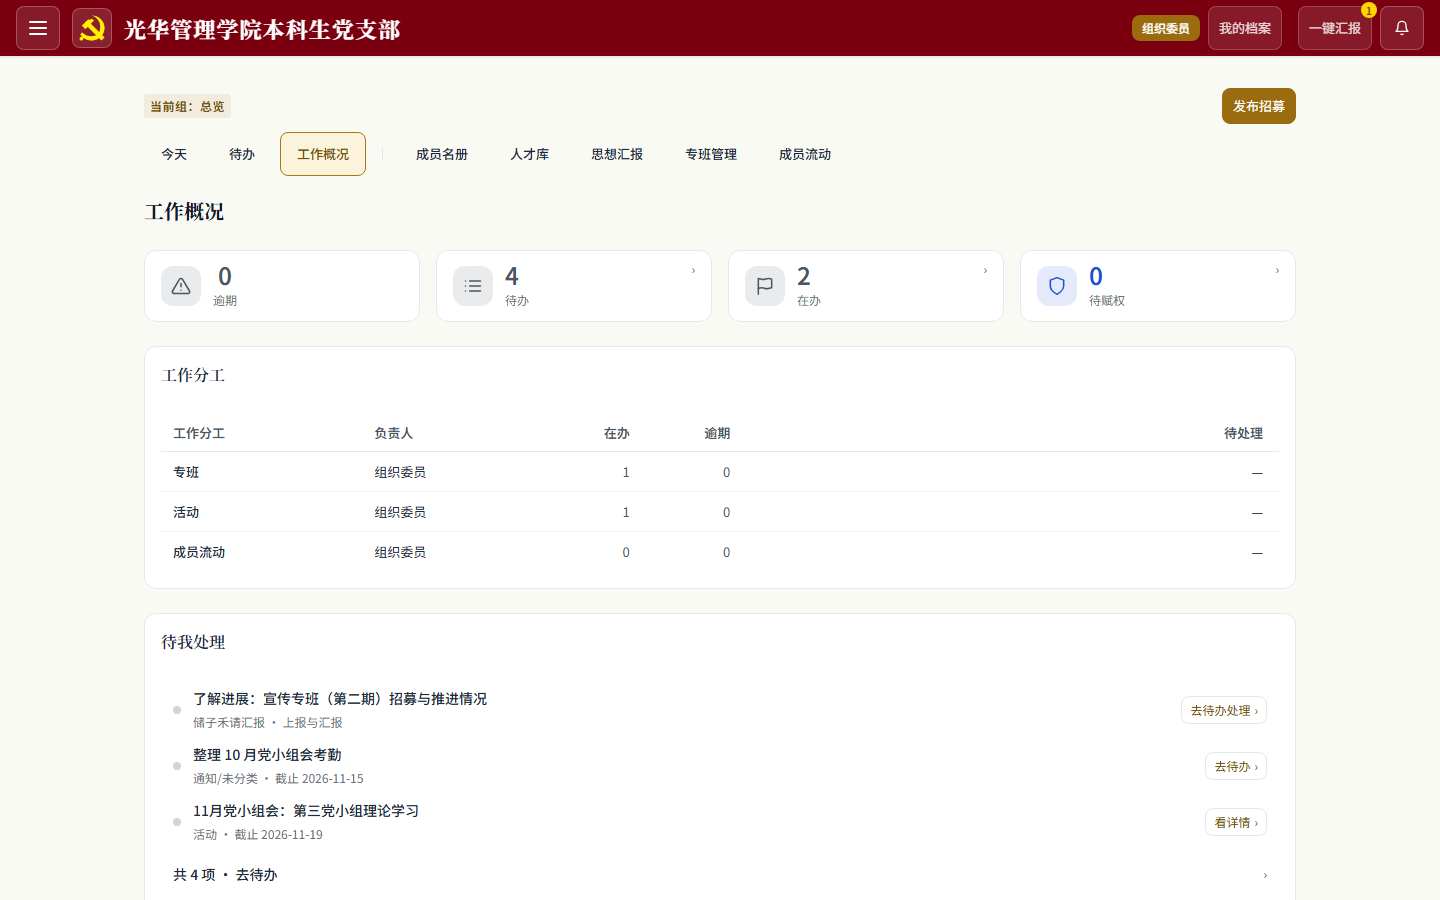 光华管理学院本科生党支部
组织委员
我的档案
一键汇报
1
当前组：总览
发布招募
今天
待办
工作概况
成员名册
人才库
思想汇报
专班管理
成员流动
工作概况
0
逾期
4
待办
›
2
在办
›
0
待赋权
›
工作分工
工作分工 负责人 在办 逾期 待处理
专班 组织委员 1 0 —
活动 组织委员 1 0 —
成员流动 组织委员 0 0 —
待我处理
了解进展：宣传专班（第二期）招募与推进情况
储子禾请汇报 · 上报与汇报
去待办处理 ›
整理 10 月党小组会考勤
通知/未分类 · 截止 2026-11-15
去待办 ›
11月党小组会：第三党小组理论学习
活动 · 截止 2026-11-19
看详情 ›
共 4 项 · 去待办 ›